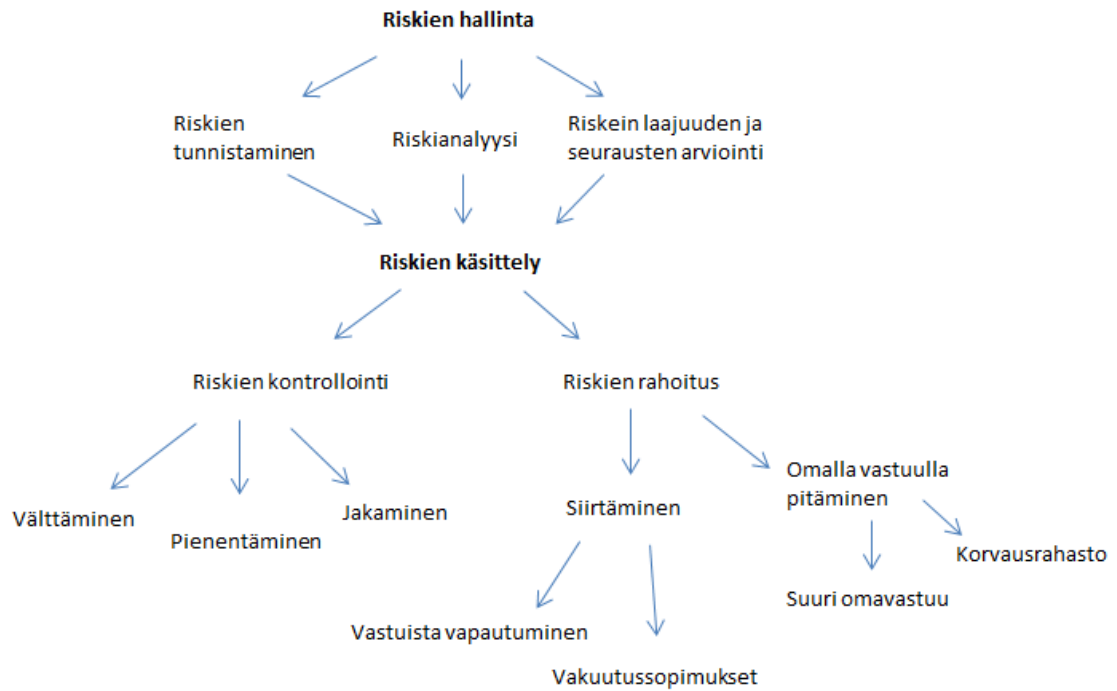 Riskien hallinta
Riskien
tunnistaminen
Riskianalyysi
Riskein laajuuden ja
seurausten arviointi
Riskien käsittely
Riskien kontrollointi
Riskien rahoitus
Välttäminen
Pienentäminen
Jakaminen
Siirtäminen
Omalla vastuulla
pitäminen
Korvausrahasto
Suuri omavastuu
Vastuista vapautuminen
Vakuutussopimukset